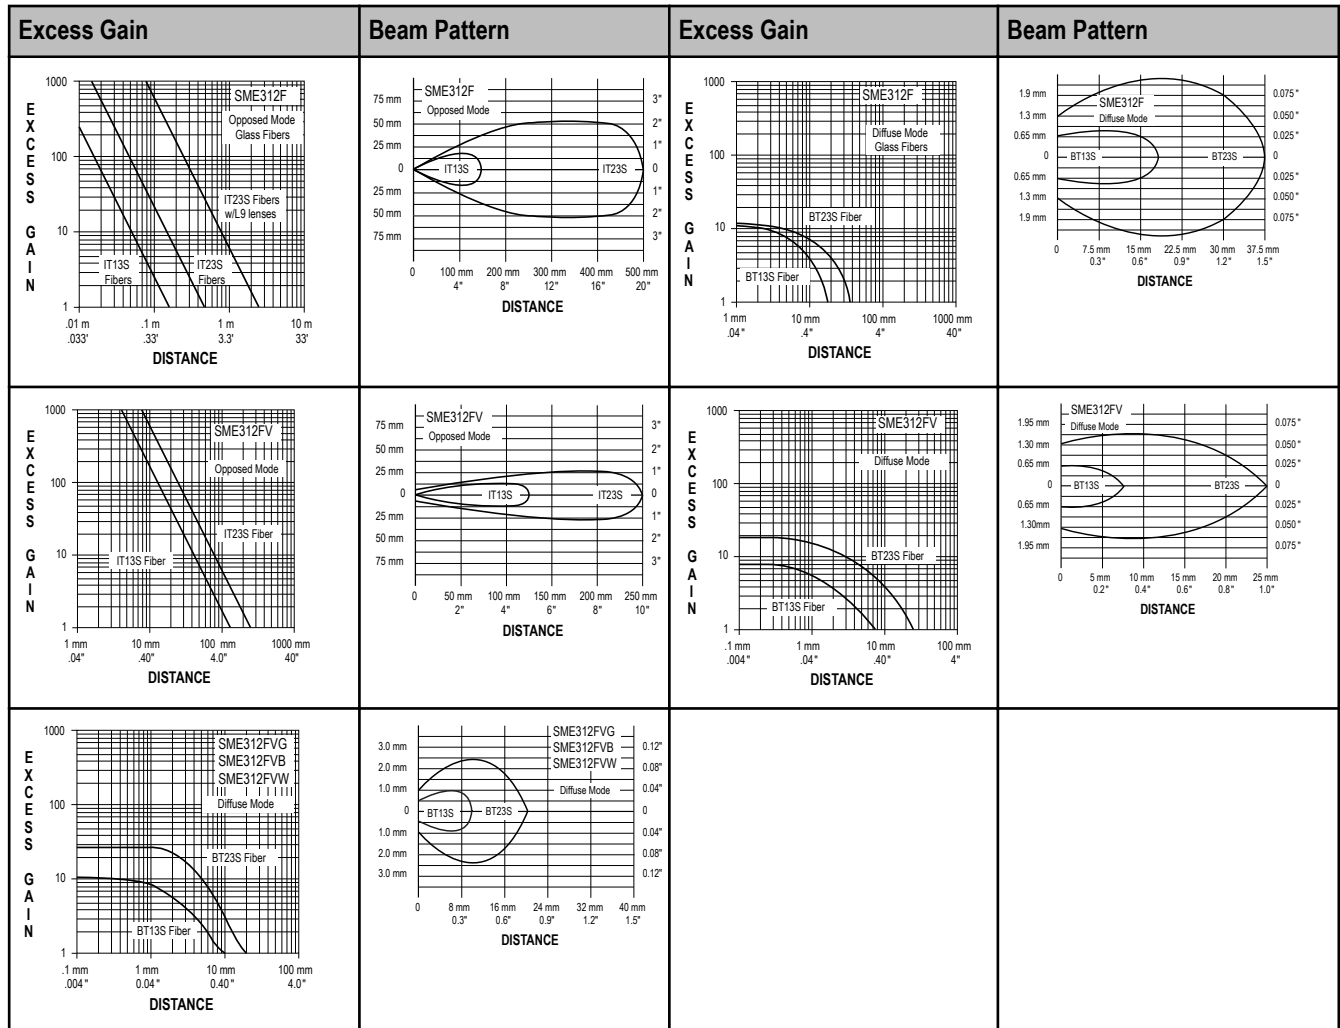 Excess Gain
Beam Pattern
Excess Gain
Beam Pattern
EXCESS GAIN
1000
100
10
1
SME312F
Opposed Mode
Glass Fibers
IT23S Fibers
w/L9 lenses
IT13S
Fibers
IT23S
Fibers
.01 m .1 m 1 m 10 m
.033' .33' 3.3' 33'
DISTANCE
SME312F
Opposed Mode
75 mm 3"
50 mm 2"
25 mm 1"
0 IT13S IT23S 0
25 mm 1"
50 mm 2"
75 mm 3"
0 100 mm 200 mm 300 mm 400 mm 500 mm
4" 8" 12" 16" 20"
DISTANCE
EXCESS GAIN
1000
100
10
1
SME312F
Diffuse Mode
Glass Fibers
BT23S Fiber
BT13S Fiber
1 mm 10 mm 100 mm 1000 mm
.04" .4" 4" 40"
DISTANCE
1.9 mm 0.075"
SME312F
1.3 mm 0.050"
Diffuse Mode
0.65 mm 0.025"
0 BT13S BT23S 0
0.65 mm 0.025"
1.3 mm 0.050"
1.9 mm 0.075"
0 7.5 mm 15 mm 22.5 mm 30 mm 37.5 mm
0.3" 0.6" 0.9" 1.2" 1.5"
DISTANCE
EXCESS GAIN
1000
100
10
1
SME312FV
Opposed Mode
IT23S Fiber
IT13S Fiber
1 mm 10 mm 100 mm 1000 mm
.04" .40" 4.0" 40"
DISTANCE
SME312FV
75 mm 3"
Opposed Mode
50 mm 2"
25 mm 1"
0 IT13S IT23S 0
25 mm 1"
50 mm 2"
75 mm 3"
0 50 mm 100 mm 150 mm 200 mm 250 mm
2" 4" 6" 8" 10"
DISTANCE
EXCESS GAIN
1000
100
10
1
SME312FV
Diffuse Mode
BT23S Fiber
BT13S Fiber
.1 mm 1 mm 10 mm 100 mm
.004" .04" .40" 4"
DISTANCE
SME312FV
1.95 mm Diffuse Mode 0.075"
1.30 mm 0.050"
0.65 mm 0.025"
0 BT13S BT23S 0
0.65 mm 0.025"
1.30mm 0.050"
1.95 mm 0.075"
0 5 mm 10 mm 15 mm 20 mm 25 mm
0.2" 0.4" 0.6" 0.8" 1.0"
DISTANCE
EXCESS GAIN
1000
100
10
1
SME312FVG
SME312FVB
SME312FVW
Diffuse Mode
BT23S Fiber
BT13S Fiber
.1 mm 1 mm 10 mm 100 mm
.004" 0.04" 0.40" 4.0"
DISTANCE
SME312FVG
3.0 mm SME312FVB 0.12"
2.0 mm SME312FVW 0.08"
1.0 mm Diffuse Mode 0.04"
0 BT13S BT23S 0
1.0 mm 0.04"
2.0 mm 0.08"
3.0 mm 0.12"
0 8 mm 16 mm 24 mm 32 mm 40 mm
0.3" 0.6" 0.9" 1.2" 1.5"
DISTANCE